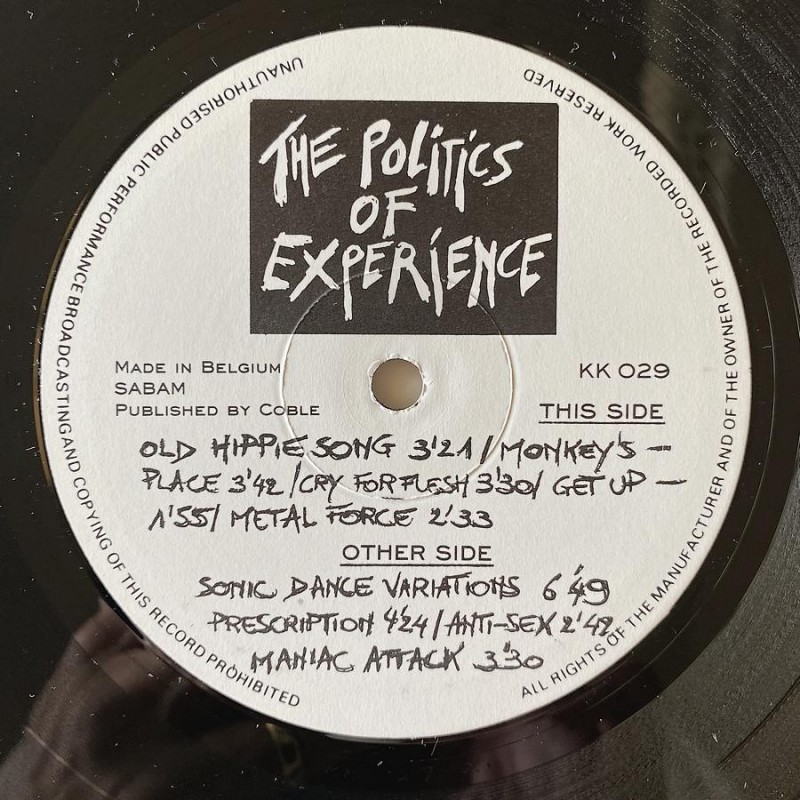 THE POLITICS
OF
EXPERIENCE
MADE IN BELGIUM
SABAM
PUBLISHED BY COBLE
KK 029
THIS SIDE
OLD HIPPIE SONG 3'21 / MONKEY'S —
PLACE 3'42 / CRY FOR FLESH 3'30 / GET UP —
1'55 / METAL FORCE 2'33
OTHER SIDE
SONIC DANCE VARIATIONS 6'49
PRESCRIPTION 4'24 / ANTI-SEX 2'42
MANIAC ATTACK 3'30
ALL RIGHTS OF THE MANUFACTURER AND OF THE OWNER OF THE RECORDED WORK RESERVED
UNAUTHORISED PUBLIC PERFORMANCE BROADCASTING AND COPYING OF THIS RECORD PROHIBITED